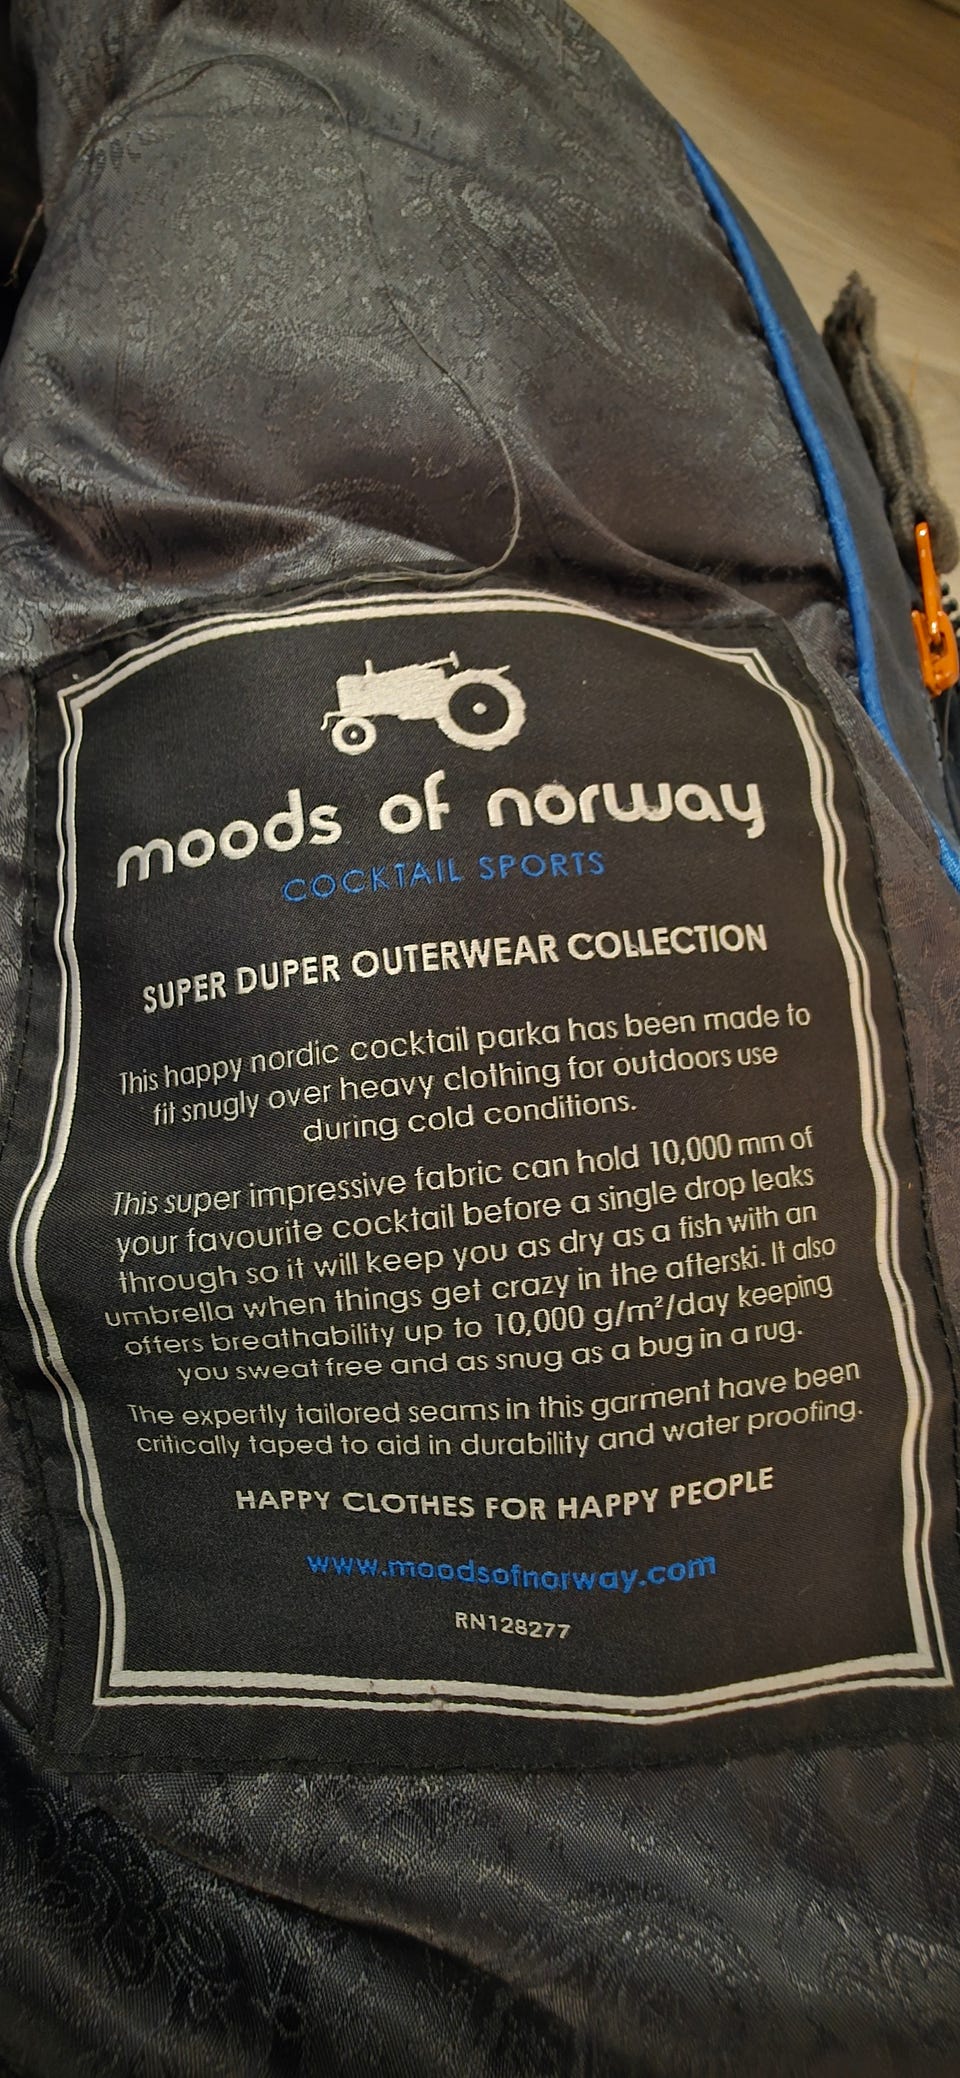 moods of norway
COCKTAIL SPORTS
SUPER DUPER OUTERWEAR COLLECTION
This happy nordic cocktail parka has been made to
fit snugly over heavy clothing for outdoors use
during cold conditions.
This super impressive fabric can hold 10,000 mm of
your favourite cocktail before a single drop leaks
through so it will keep you as dry as a fish with an
umbrella when things get crazy in the afterski. It also
offers breathability up to 10,000 g/m²/day keeping
you sweat free and as snug as a bug in a rug.
The expertly tailored seams in this garment have been
critically taped to aid in durability and water proofing.
HAPPY CLOTHES FOR HAPPY PEOPLE
www.moodsofnorway.com
RN128277